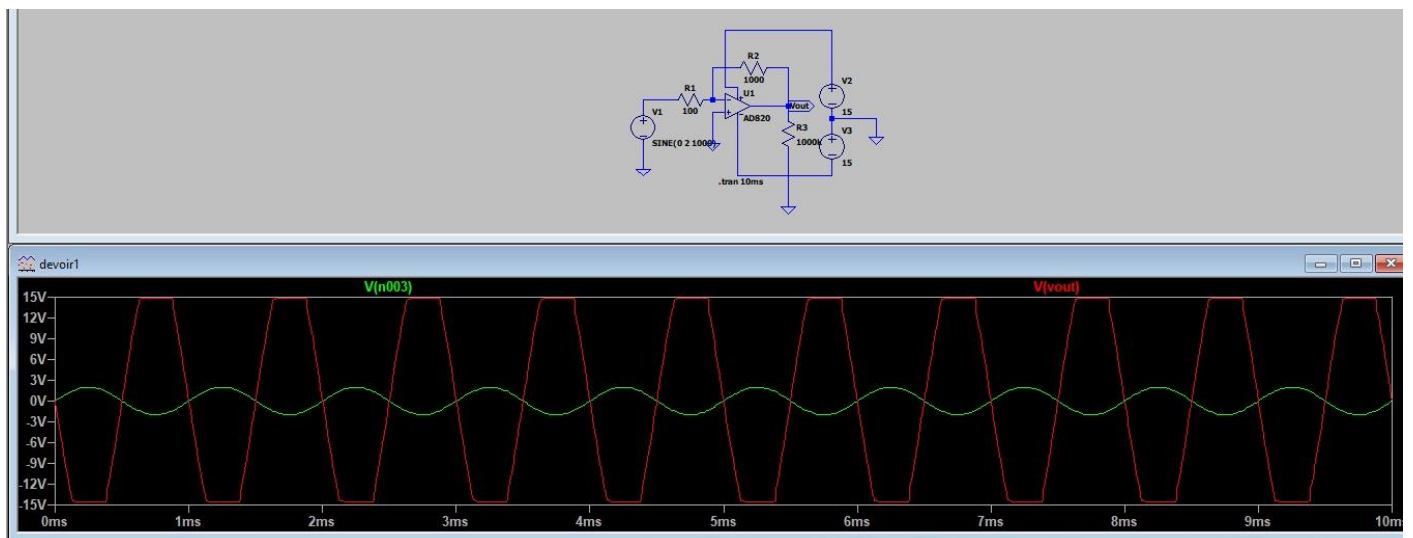 R2
1000
V2
R1
U1
100
V1
Vout
15
AD820
V3
R3
SINE(0 2 1000)
1000k
15
.tran 10ms
devoir1
V(n003) V(vout)
15V
12V
9V
6V
3V
0V
-3V
-6V
-9V
-12V
-15V
0ms 1ms 2ms 3ms 4ms 5ms 6ms 7ms 8ms 9ms 10ms